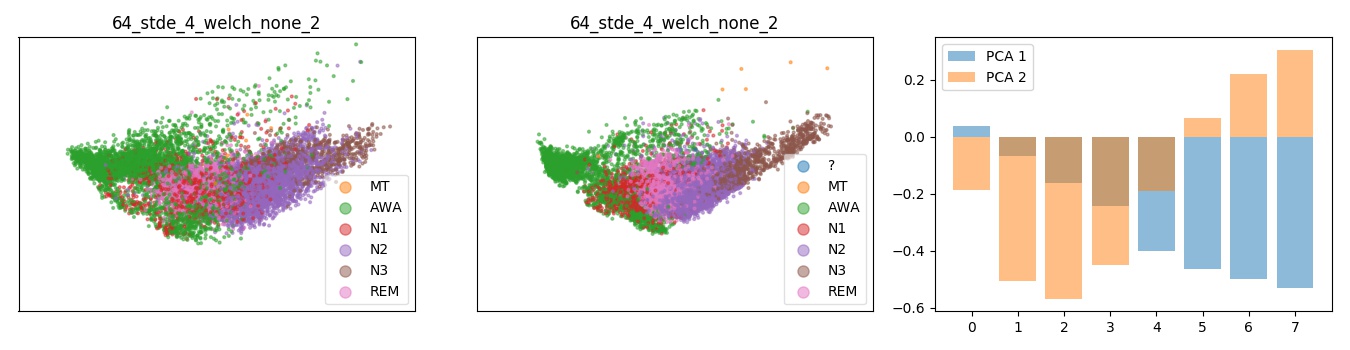 64_stde_4_welch_none_2
MT
AWA
N1
N2
N3
REM
64_stde_4_welch_none_2
?
MT
AWA
N1
N2
N3
REM
PCA 1
PCA 2
0.2
0.0
−0.2
−0.4
−0.6
0 1 2 3 4 5 6 7